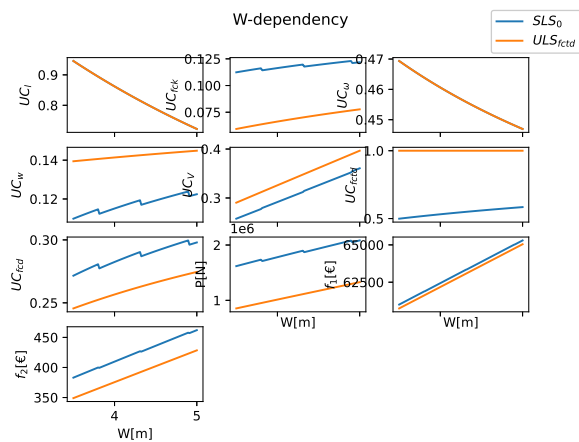 W-dependency
SLS0
ULSfctd
0.9
0.8
UCl
0.125
0.100
0.075
UCfck
0.47
0.45
UCω
0.14
0.12
UCw
0.4
0.3
UCV
1.0
0.5
UCfctd
0.30
0.25
UCfcd
1e6
2
1
P[N]
W[m]
65000
62500
f1[€]
W[m]
450
400
350
f2[€]
4
5
W[m]